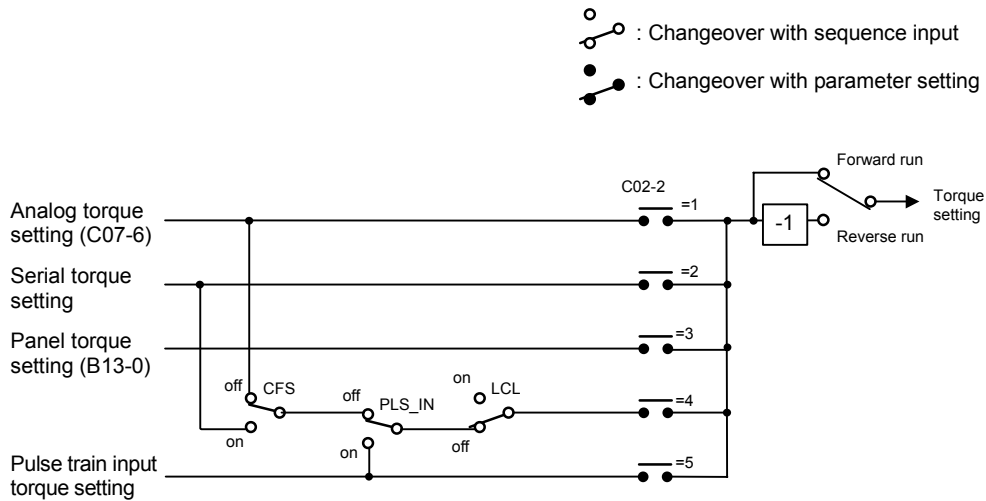 : Changeover with sequence input
: Changeover with parameter setting
Forward run
C02-2
Analog torque
setting (C07-6)
=1
-1
Torque
setting
Reverse run
Serial torque
setting
=2
Panel torque
setting (B13-0)
=3
off
CFS
on
off
PLS_IN
on
on
LCL
off
=4
Pulse train input
torque setting
=5